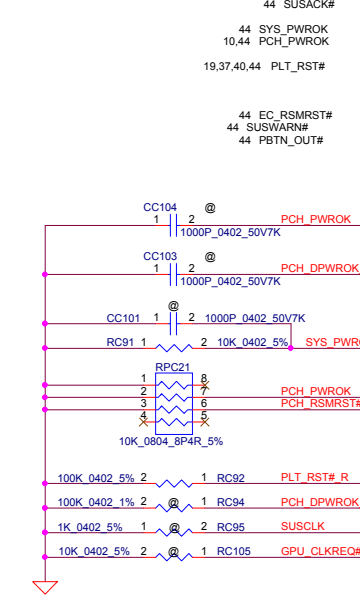 44 SUSACK#
44 SYS_PWROK
10,44 PCH_PWROK
19,37,40,44 PLT_RST#
44 EC_RSMRST#
44 SUSWARN#
44 PBTN_OUT#
CC104 @
1 2 PCH_PWROK
1000P_0402_50V7K
CC103 @
1 2 PCH_DPWROK
1000P_0402_50V7K
@
CC101 1 2 1000P_0402_50V7K
RC91 1 2 10K_0402_5% SYS_PWR
RPC21
1 8
2 7 PCH_PWROK
3 6 PCH_RSMRST#
4 5
10K_0804_8P4R_5%
100K_0402_5% 2 1 RC92 PLT_RST#_R
100K_0402_1% 2 @ 1 RC94 PCH_DPWROK
1K_0402_5% 1 @ 2 RC95 SUSCLK
10K_0402_5% 2 @ 1 RC105 GPU_CLKREQ#